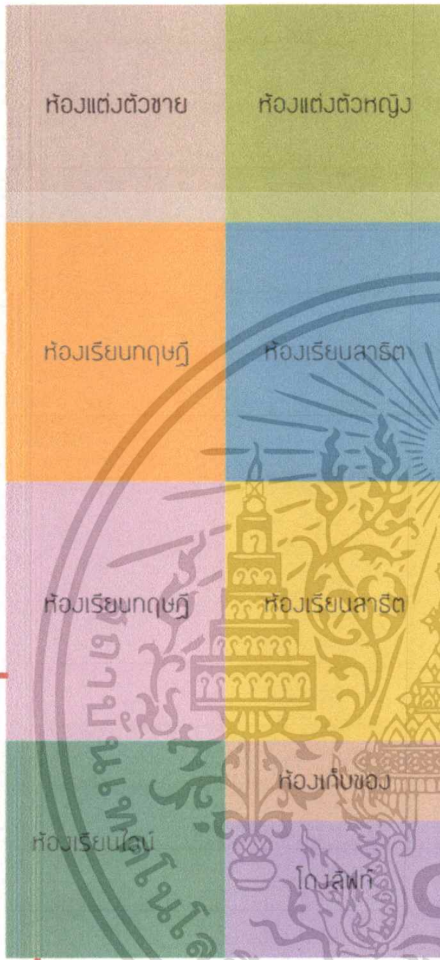 ห้องแต่งตัวชาย ห้องแต่งตัวหญิง
ห้องเรียนทฤษฎี ห้องเรียนสาธิต
ห้องเรียนทฤษฎี ห้องเรียนสาธิต
ห้องเก็บของ
ห้องเรียนไวน์
โถงลิฟท์